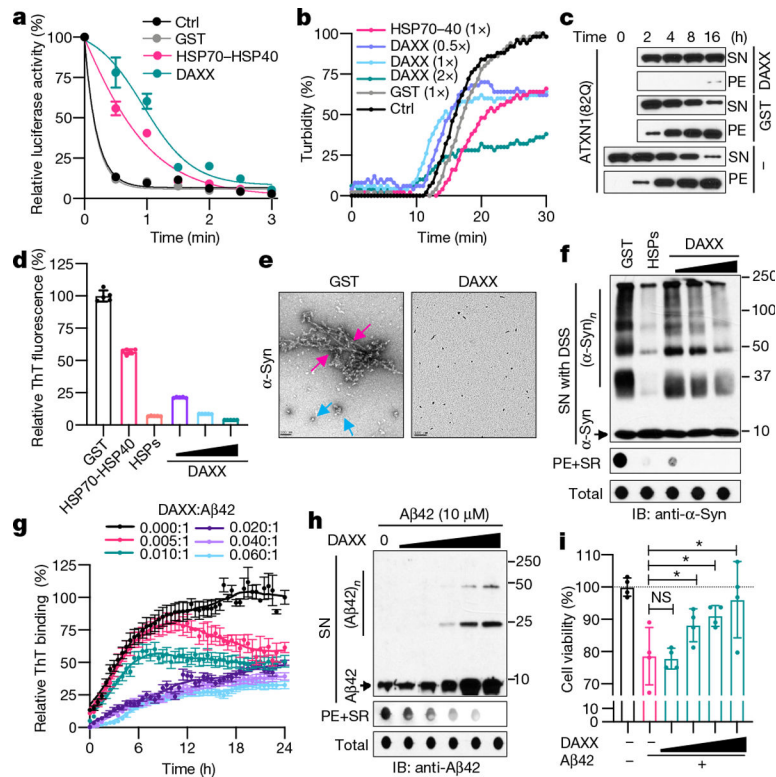 a
Relative luciferase activity (%)
100
75
50
25
0
0 1 2 3
Time (min)
Ctrl
GST
HSP70–HSP40
DAXX
b
Turbidity (%)
100
75
50
25
0
0 10 20 30
Time (min)
HSP70–40 (1×)
DAXX (0.5×)
DAXX (1×)
DAXX (2×)
GST (1×)
Ctrl
c
Time 0 2 4 8 16 (h)
ATXN1(82Q)
SN
PE
DAXX
SN
PE
GST
SN
PE
–
d
Relative ThT fluorescence (%)
125
100
75
50
25
0
GST
HSP70-HSP40
HSPs
DAXX
e
GST DAXX
α-Syn
f
GST
HSPs
DAXX
SN with DSS
(α-Syn)n
α-Syn
250
100
50
37
10
PE+SR
Total
IB: anti-α-Syn
g
DAXX:Aβ42
0.000:1 0.020:1
0.005:1 0.040:1
0.010:1 0.060:1
Relative ThT binding (%)
125
100
75
50
25
0
0 6 12 18 24
Time (h)
h
Aβ42 (10 μM)
DAXX 0
SN
(Aβ42)n
Aβ42
250
50
25
10
PE+SR
Total
IB: anti-Aβ42
i
Cell viability (%)
110
100
90
80
70
10
0
*
*
*
NS
DAXX – –
Aβ42 – +